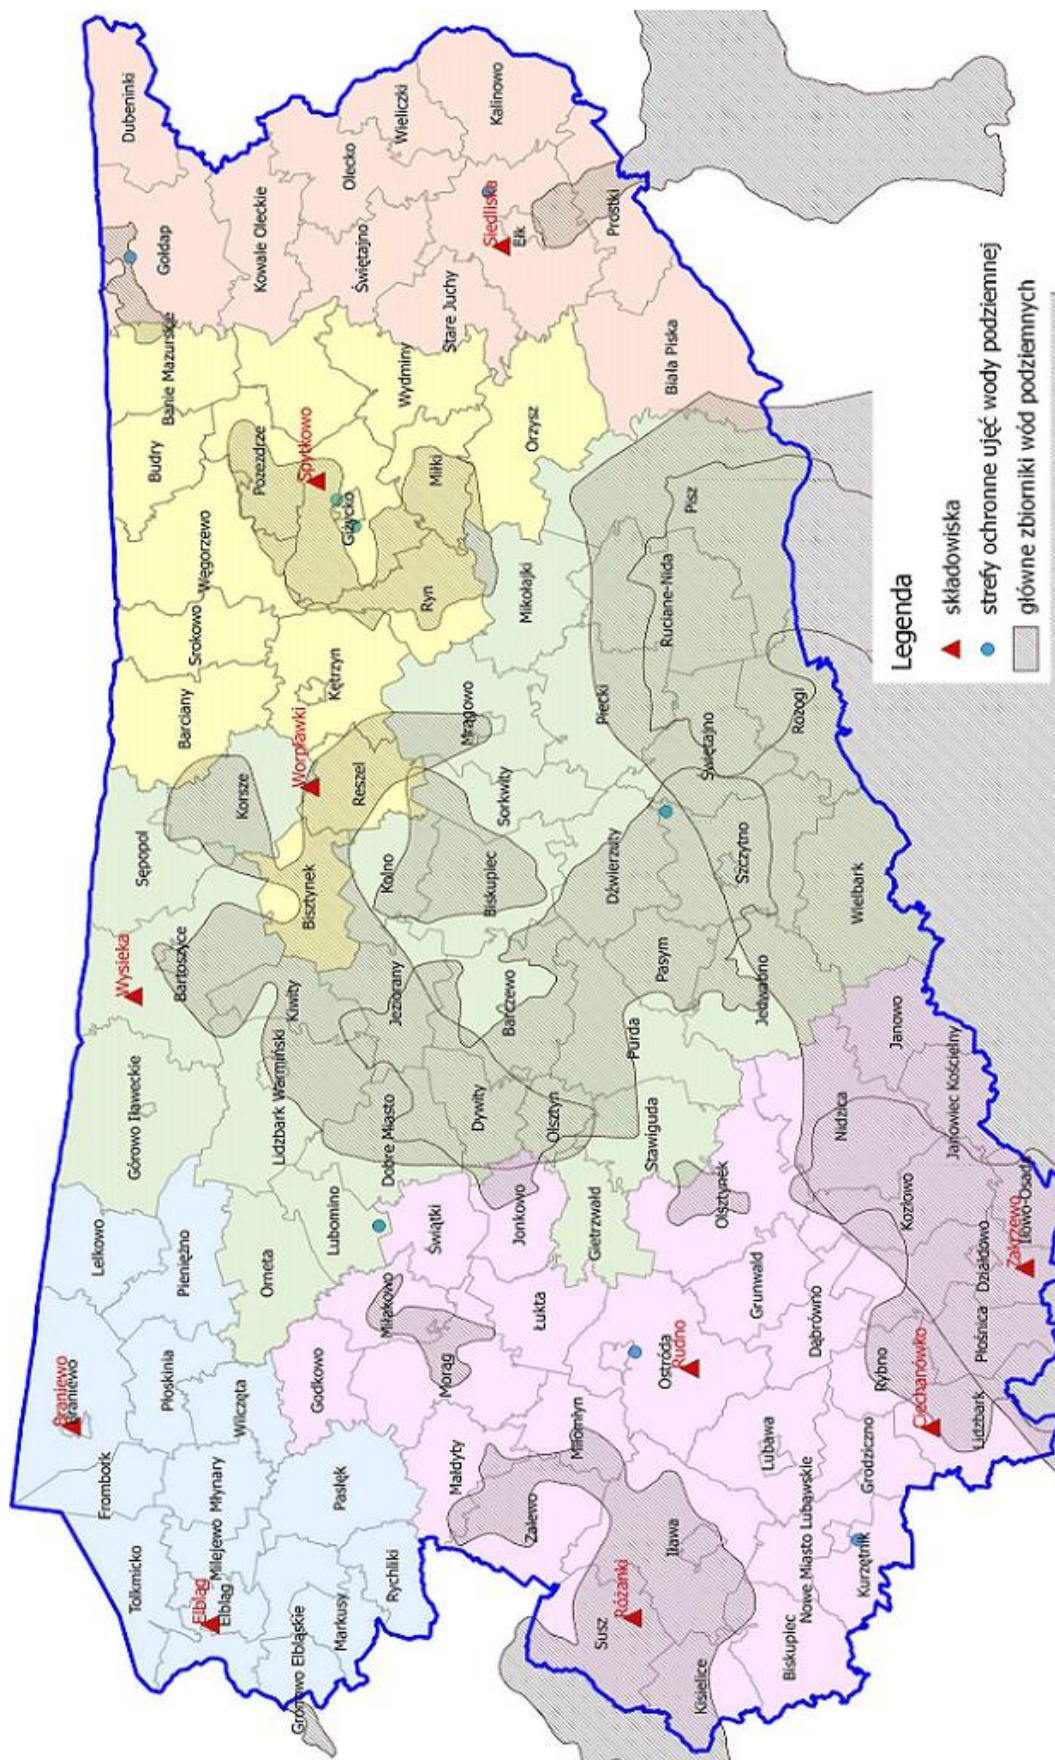 Dubeninki
Gołdap
Kowale Oleckie
Olecko
Wieliczki
Świętajno
Kalinowo
Stare Juchy
Siedliska
Ełk
Prostki
Biała Piska
Banie Mazurskie
Budry
Węgorzewo
Pozezdrze
Spytkowo
Giżycko
Wydminy
Miłki
Orzysz
Ryn
Srokowo
Barciany
Kętrzyn
Worpławki
Reszel
Korsze
Sępopol
Bisztynek
Mikołajki
Mrągowo
Piecki
Ruciane-Nida
Pisz
Sorkwity
Kolno
Biskupiec
Dźwierzuty
Świętajno
Rozogi
Szczytno
Wielbark
Wysieka
Bartoszyce
Górowo Iławeckie
Kiwity
Lidzbark Warmiński
Jeziorany
Barczewo
Pasym
Jedwabno
Purda
Dobre Miasto
Dywity
Olsztyn
Stawiguda
Lubomino
Orneta
Gietrzwałd
Jonkowo
Świątki
Olsztynek
Nidzica
Janowo
Janowiec Kościelny
Kozłowo
Iłowo-Osada
Zakrzewo
Działdowo
Płośnica
Rybno
Ciechanówko
Lidzbark
Lelkowo
Pieniężno
Braniewo
Braniewo
Płoskinia
Wilczęta
Frombork
Młynary
Milejewo
Tolkmicko
Elbląg
Elbląg
Pasłęk
Rychliki
Markusy
Gronowo Elbląskie
Godkowo
Miłakowo
Morąg
Małdyty
Łukta
Miłomłyn
Zalewo
Ostróda
Rudno
Grunwald
Dąbrówno
Lubawa
Grodziczno
Nowe Miasto Lubawskie
Kurzętnik
Iława
Susz
Różanki
Kisielice
Biskupiec
Legenda
składowiska
strefy ochronne ujęć wody podziemnej
główne zbiorniki wód podziemnych